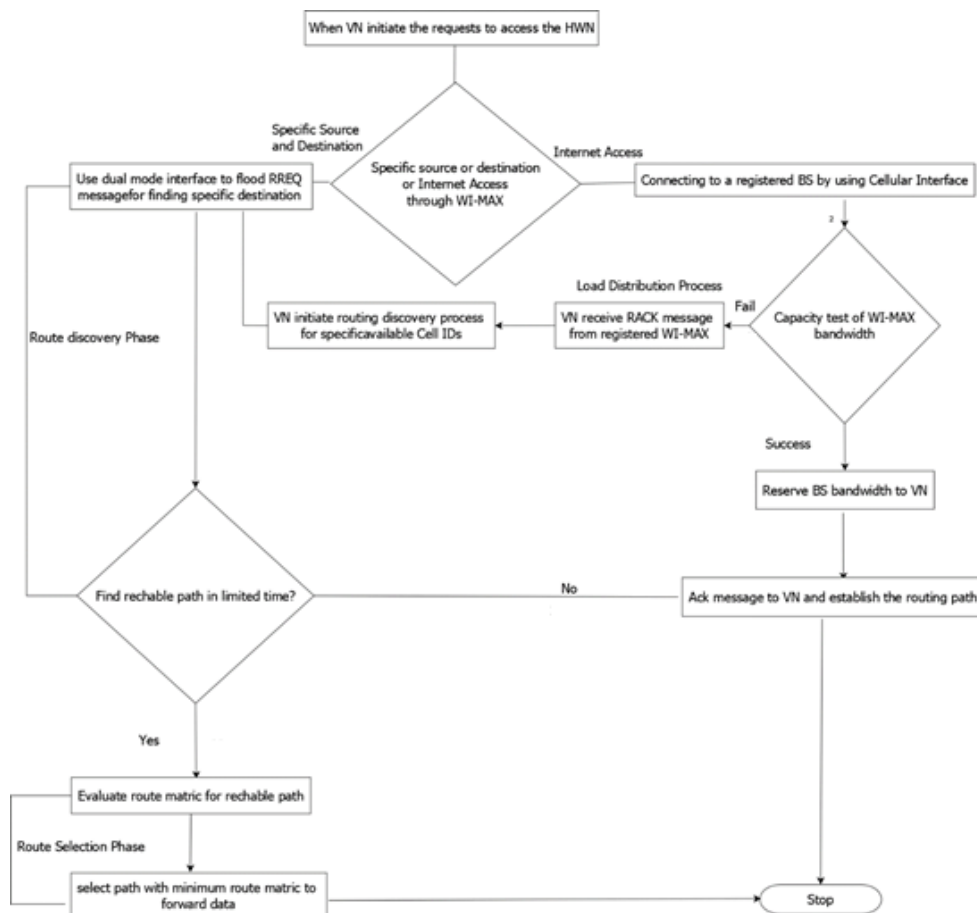 When VN initiate the requests to access the HWN
Specific Source
and Destination
Specific source or destination
or Internet Access
through WI-MAX
Internet Access
Use dual mode interface to flood RREQ
messagefor finding specific destination
Connecting to a registered BS by using Cellular Interface
2
Load Distribution Process
Fail
VN initiate routing discovery process
for specificavailable Cell IDs
VN receive RACK message
from registered WI-MAX
Capacity test of WI-MAX
bandwidth
Route discovery Phase
Success
Reserve BS bandwidth to VN
Find rechable path in limited time?
No
Ack message to VN and establish the routing path
Yes
Evaluate route matric for rechable path
Route Selection Phase
select path with minimum route matric to
forward data
Stop